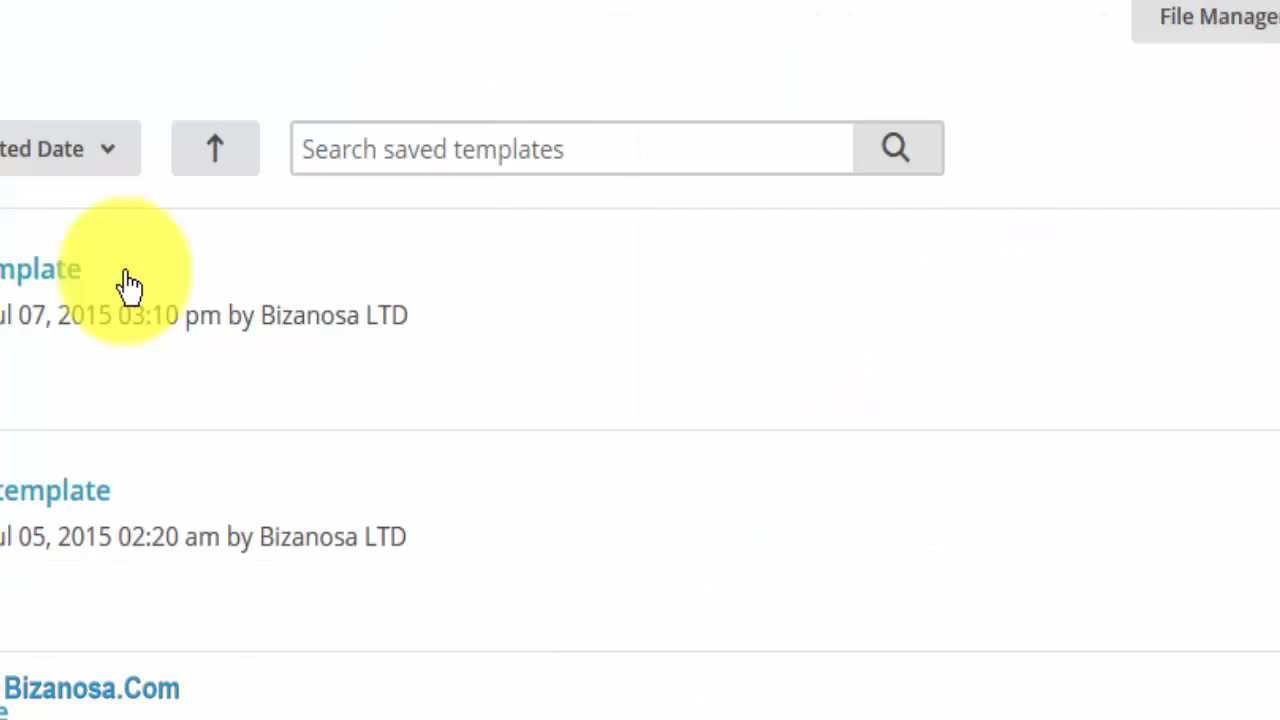 File Manage
ted Date
Search saved templates
mplate
ul 07, 2015 03:10 pm by Bizanosa LTD
template
ul 05, 2015 02:20 am by Bizanosa LTD
Bizanosa.Com
e